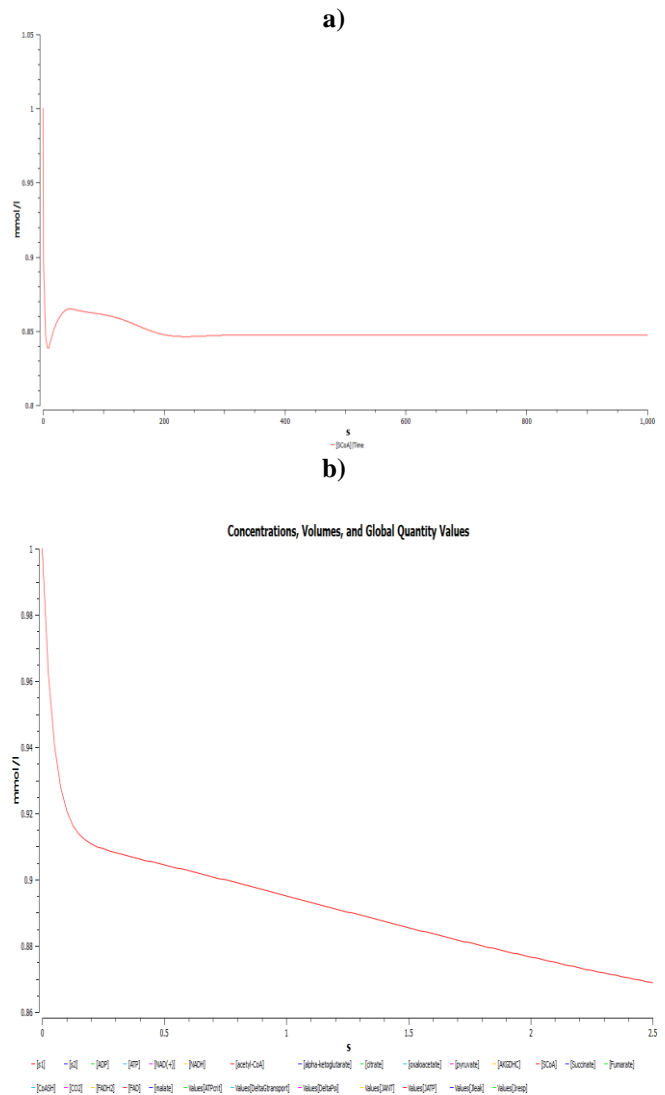 a)
1.05
1
0.95
0.9
0.85
0.8
mmol/l
0 200 400 600 800 1,000
s
[SCoA]|Time
b)
Concentrations, Volumes, and Global Quantity Values
1
0.98
0.96
0.94
0.92
0.9
0.88
0.86
mmol/l
0 0.5 1 1.5 2 2.5
s
[s1] [s2] [ADP] [ATP] [NAD(+)] [NADH] [acetyl-CoA] [alpha-ketoglutarate] [citrate] [oxaloacetate] [pyruvate] [AKGDHC] [SCoA] [Succinate] [Fumarate]
[CoASH] [CO2] [FADH2] [FAD] [malate] Values[ATPcrit] Values[DeltaGtransport] Values[DeltaPsi] Values[JANT] Values[JATP] Values[Jleak] Values[Jresp]